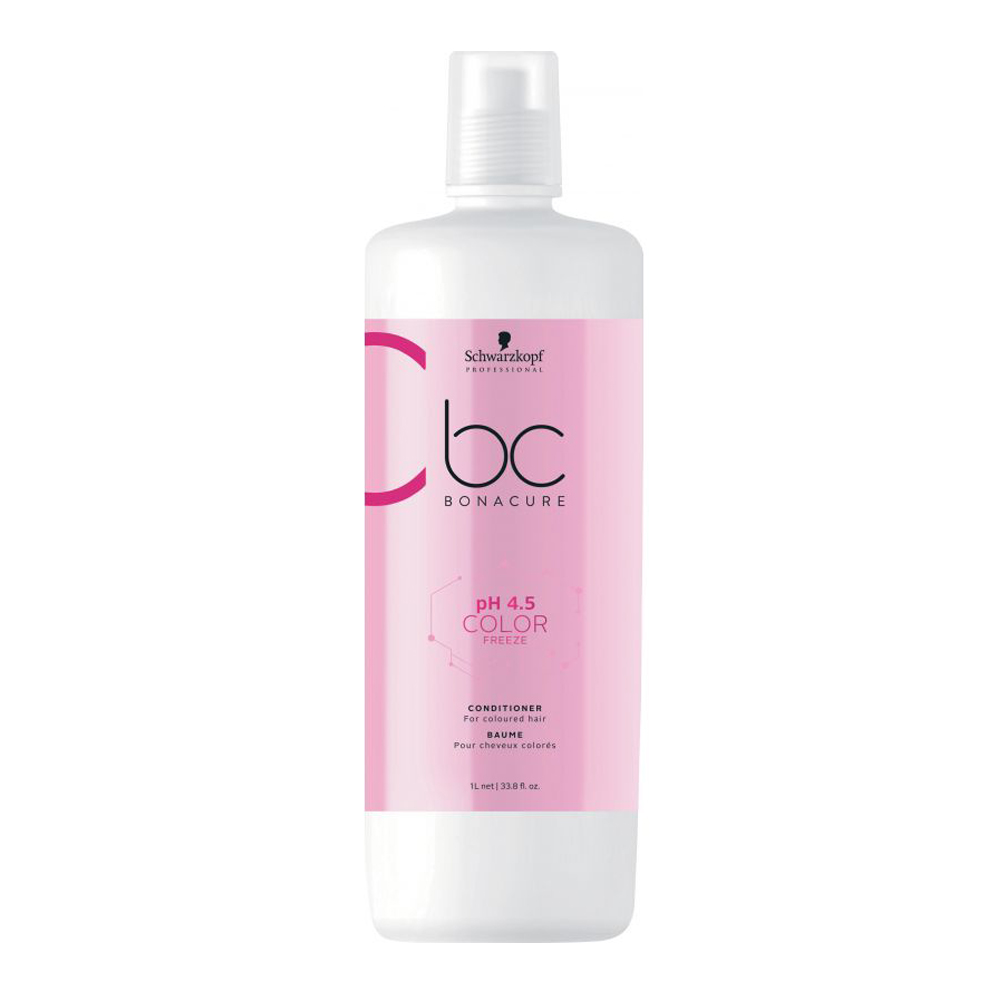 Schwarzkopf
PROFESSIONAL
bc
BONACURE
pH 4.5
COLOR
FREEZE
CONDITIONER
For coloured hair
BAUME
Pour cheveux colorés
1L net | 33.8 fl. oz.